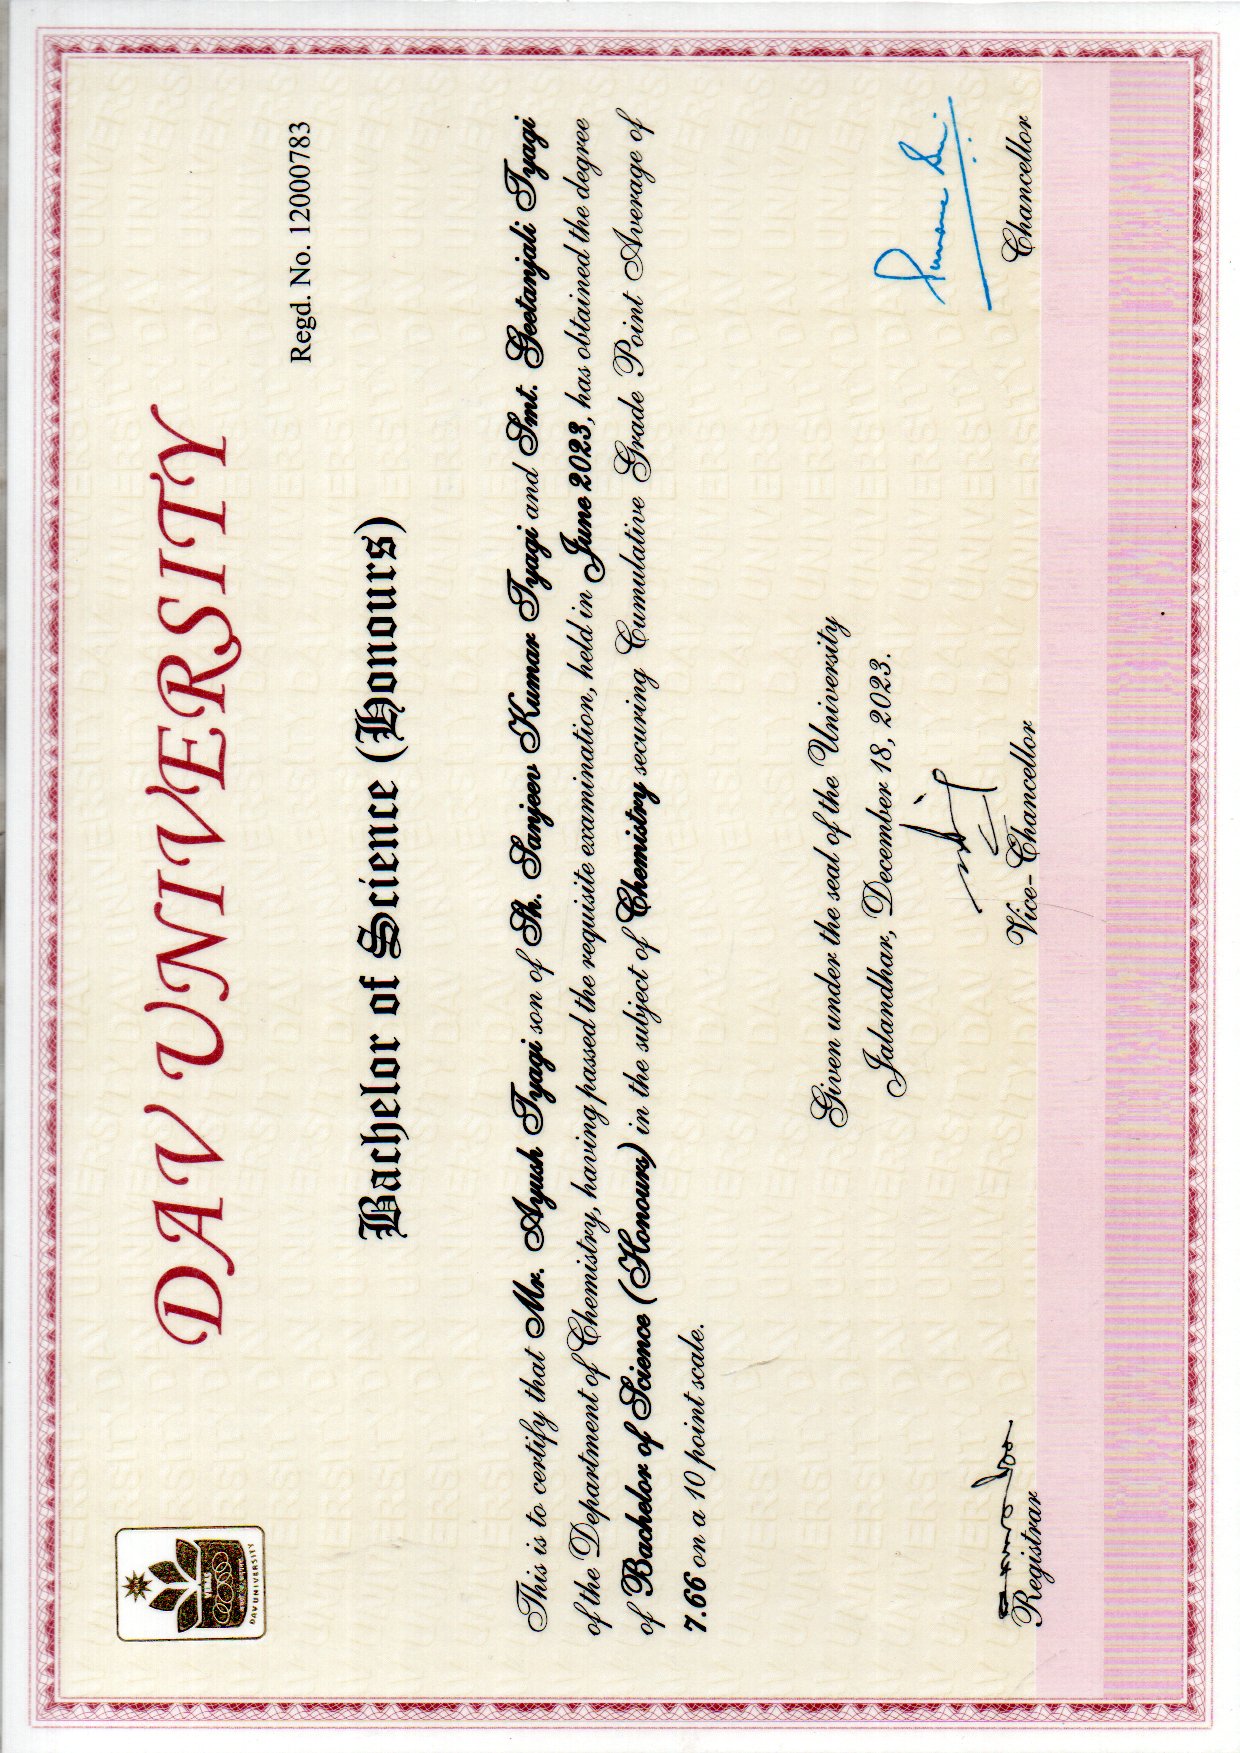 DAV UNIVERSITY
DAV UNIVERSITY
Regd. No. 12000783
Bachelor of Science (Honours)
This is to certify that Mr. Ayush Tyagi son of Sh. Sanjeev Kumar Tyagi and Smt. Geetanjali Tyagi
of the Department of Chemistry, having passed the requisite examination, held in June 2023, has obtained the degree
of Bachelor of Science (Honours) in the subject of Chemistry securing Cumulative Grade Point Average of
7.66 on a 10 point scale.
Given under the seal of the University
Jalandhar, December 18, 2023.
Registrar
Vice-Chancellor
Chancellor